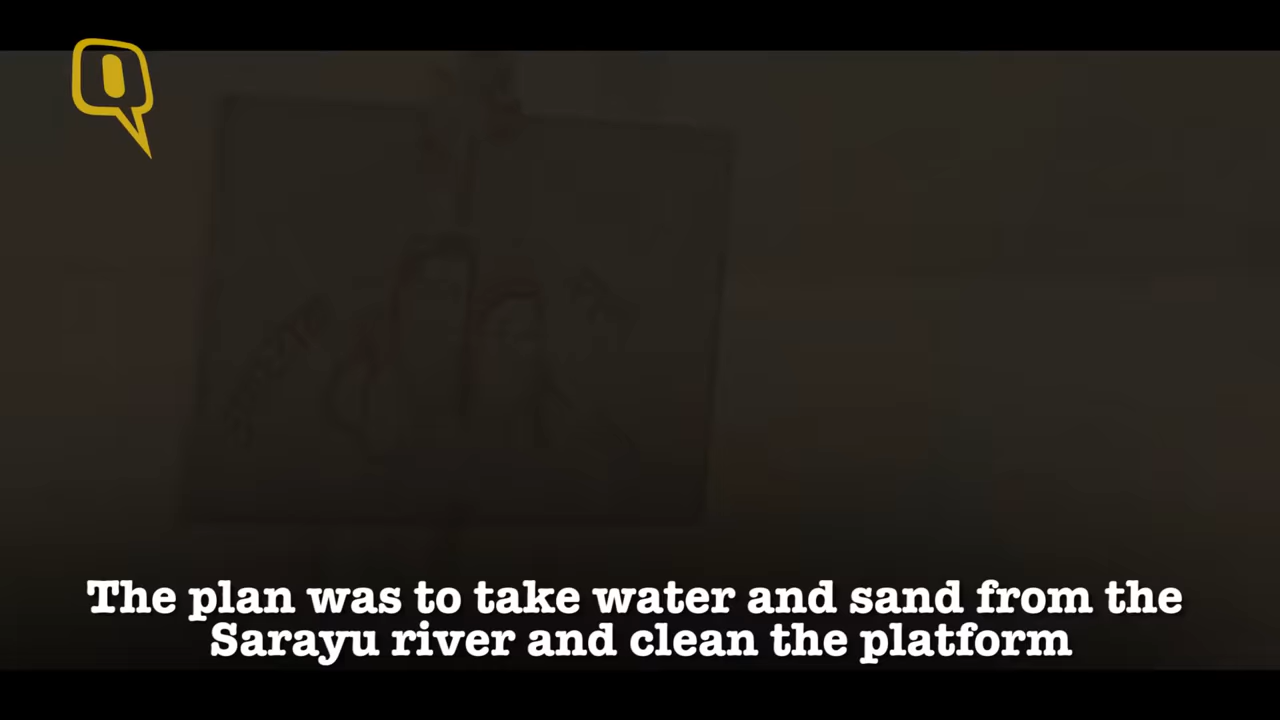 The plan was to take water and sand from the
Sarayu river and clean the platform